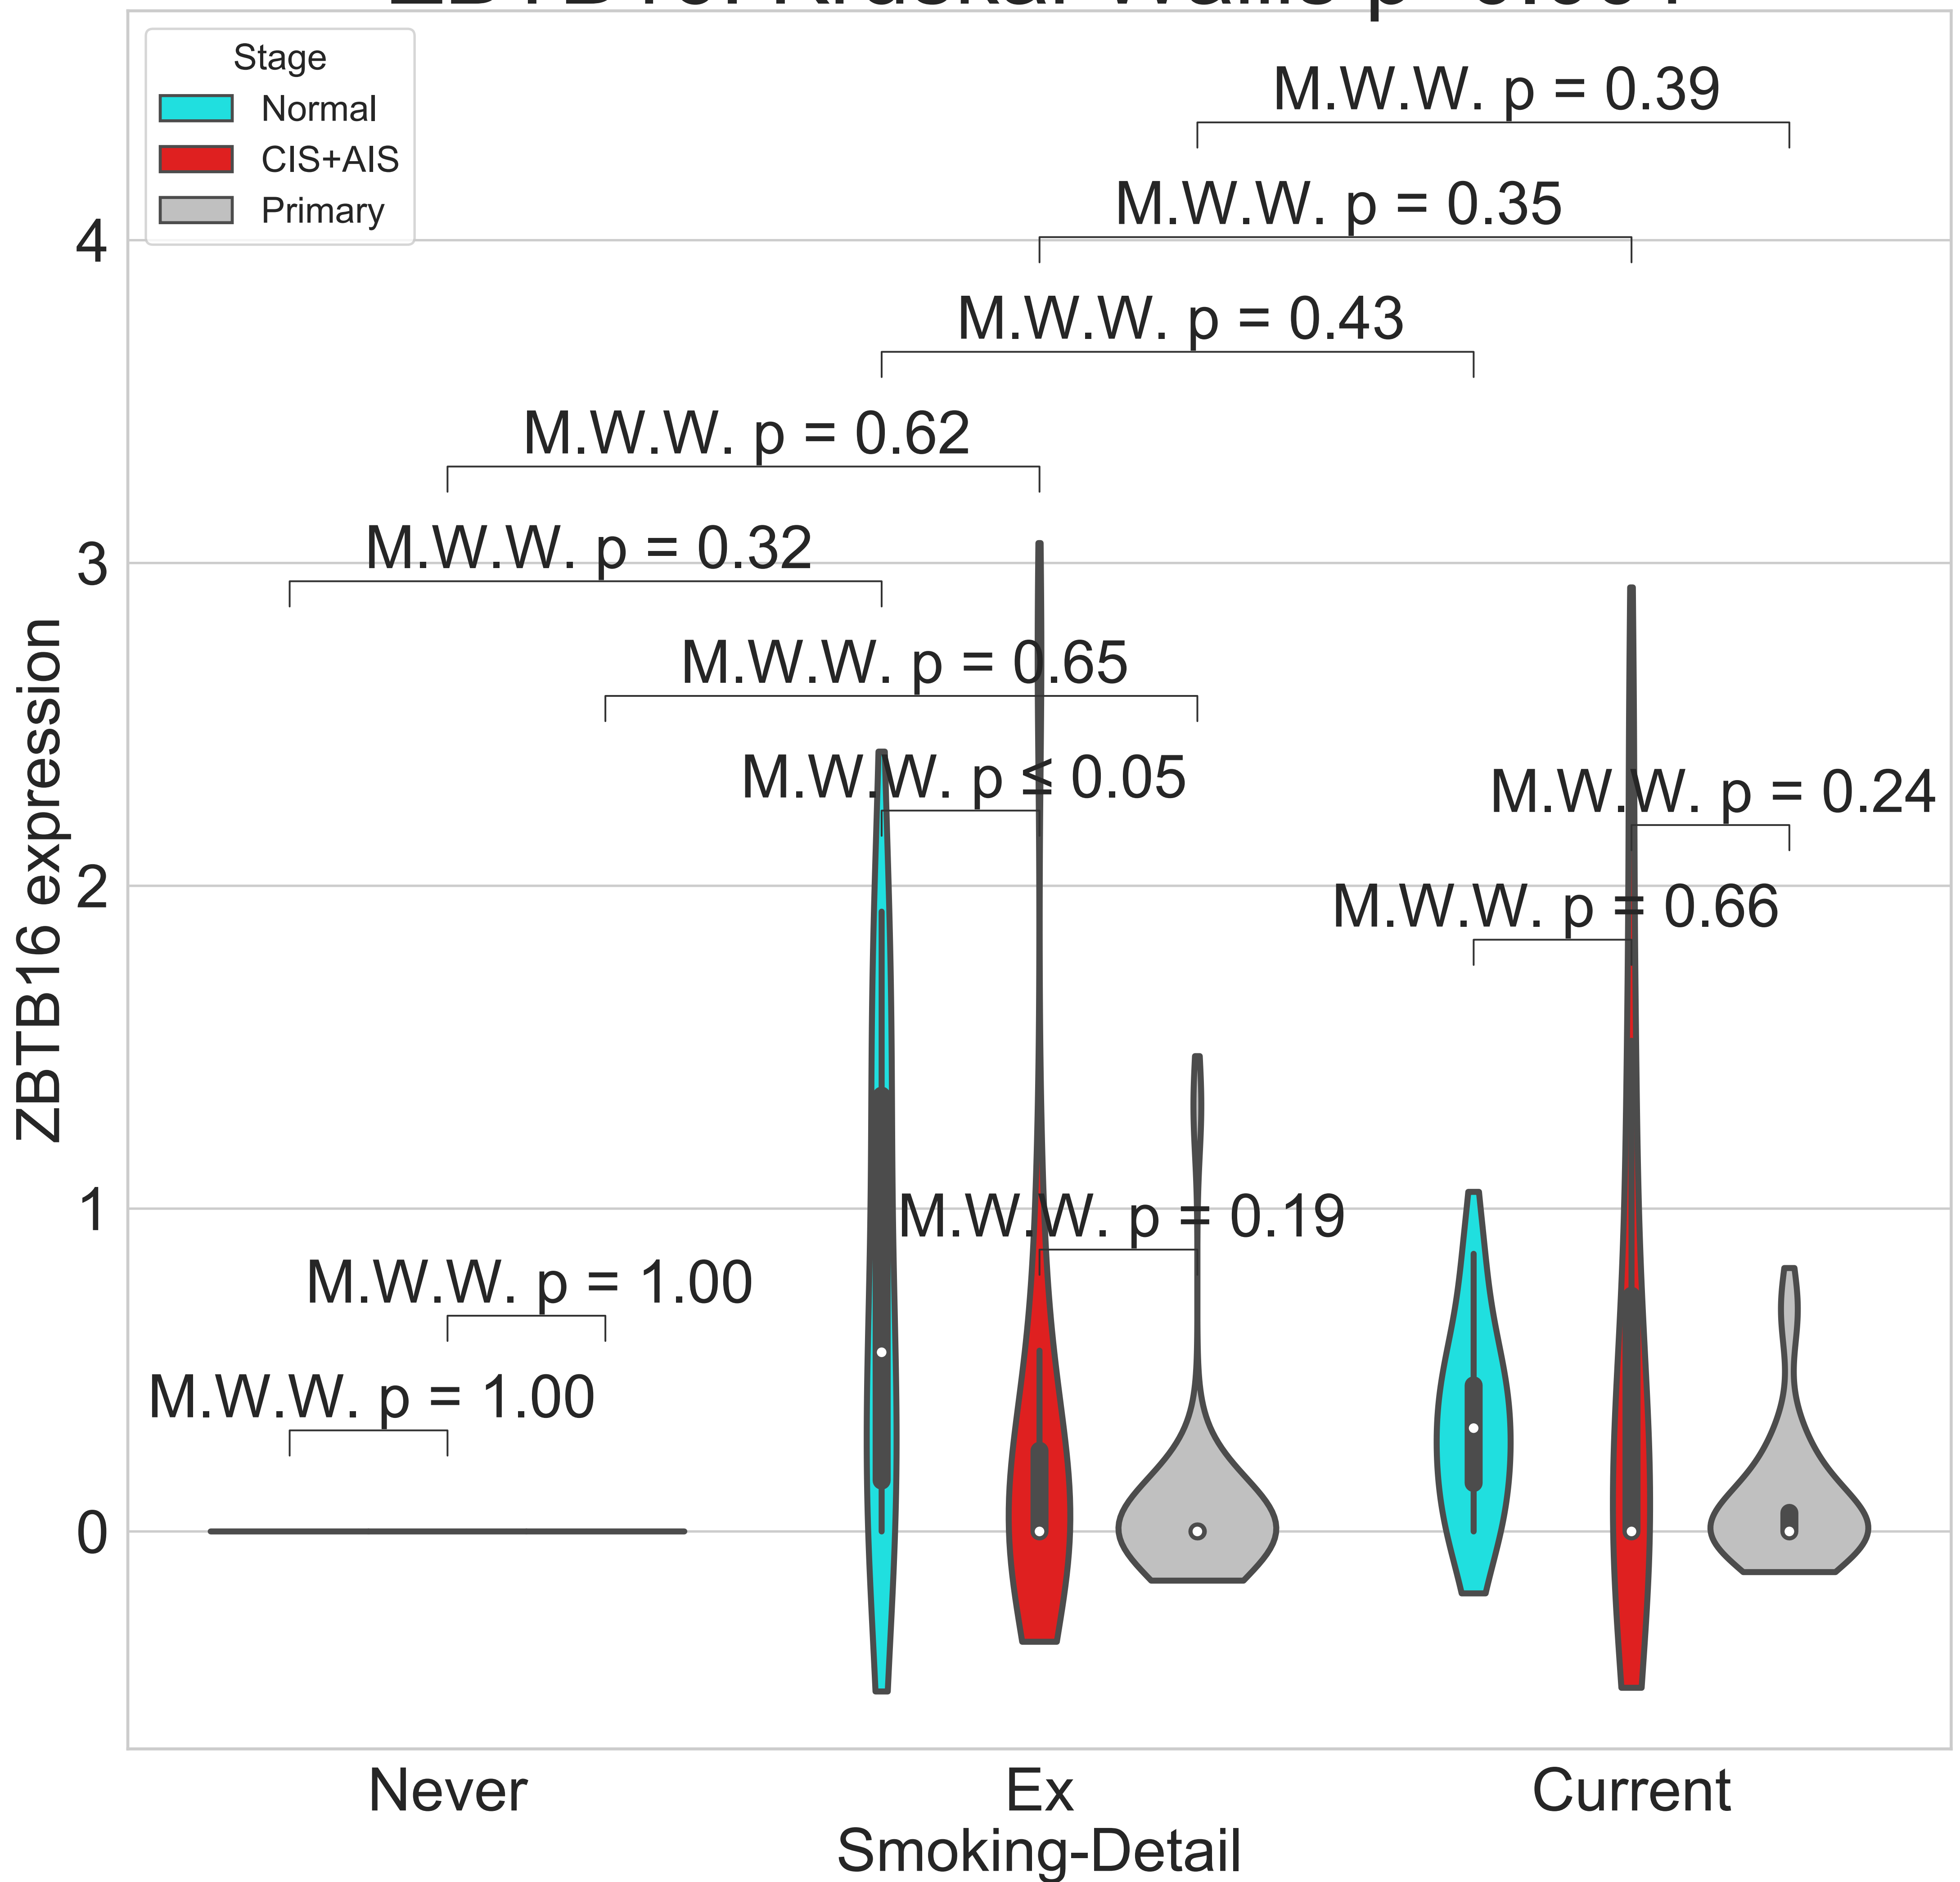 Stage
Normal
CIS+AIS
Primary
M.W.W. p = 0.39
M.W.W. p = 0.35
M.W.W. p = 0.43
M.W.W. p = 0.62
M.W.W. p = 0.32
M.W.W. p = 0.65
M.W.W. p ≤ 0.05
M.W.W. p = 0.24
M.W.W. p = 0.66
M.W.W. p = 0.19
M.W.W. p = 1.00
M.W.W. p = 1.00
4
3
2
1
0
ZBTB16 expression
Never
Ex
Current
Smoking-Detail